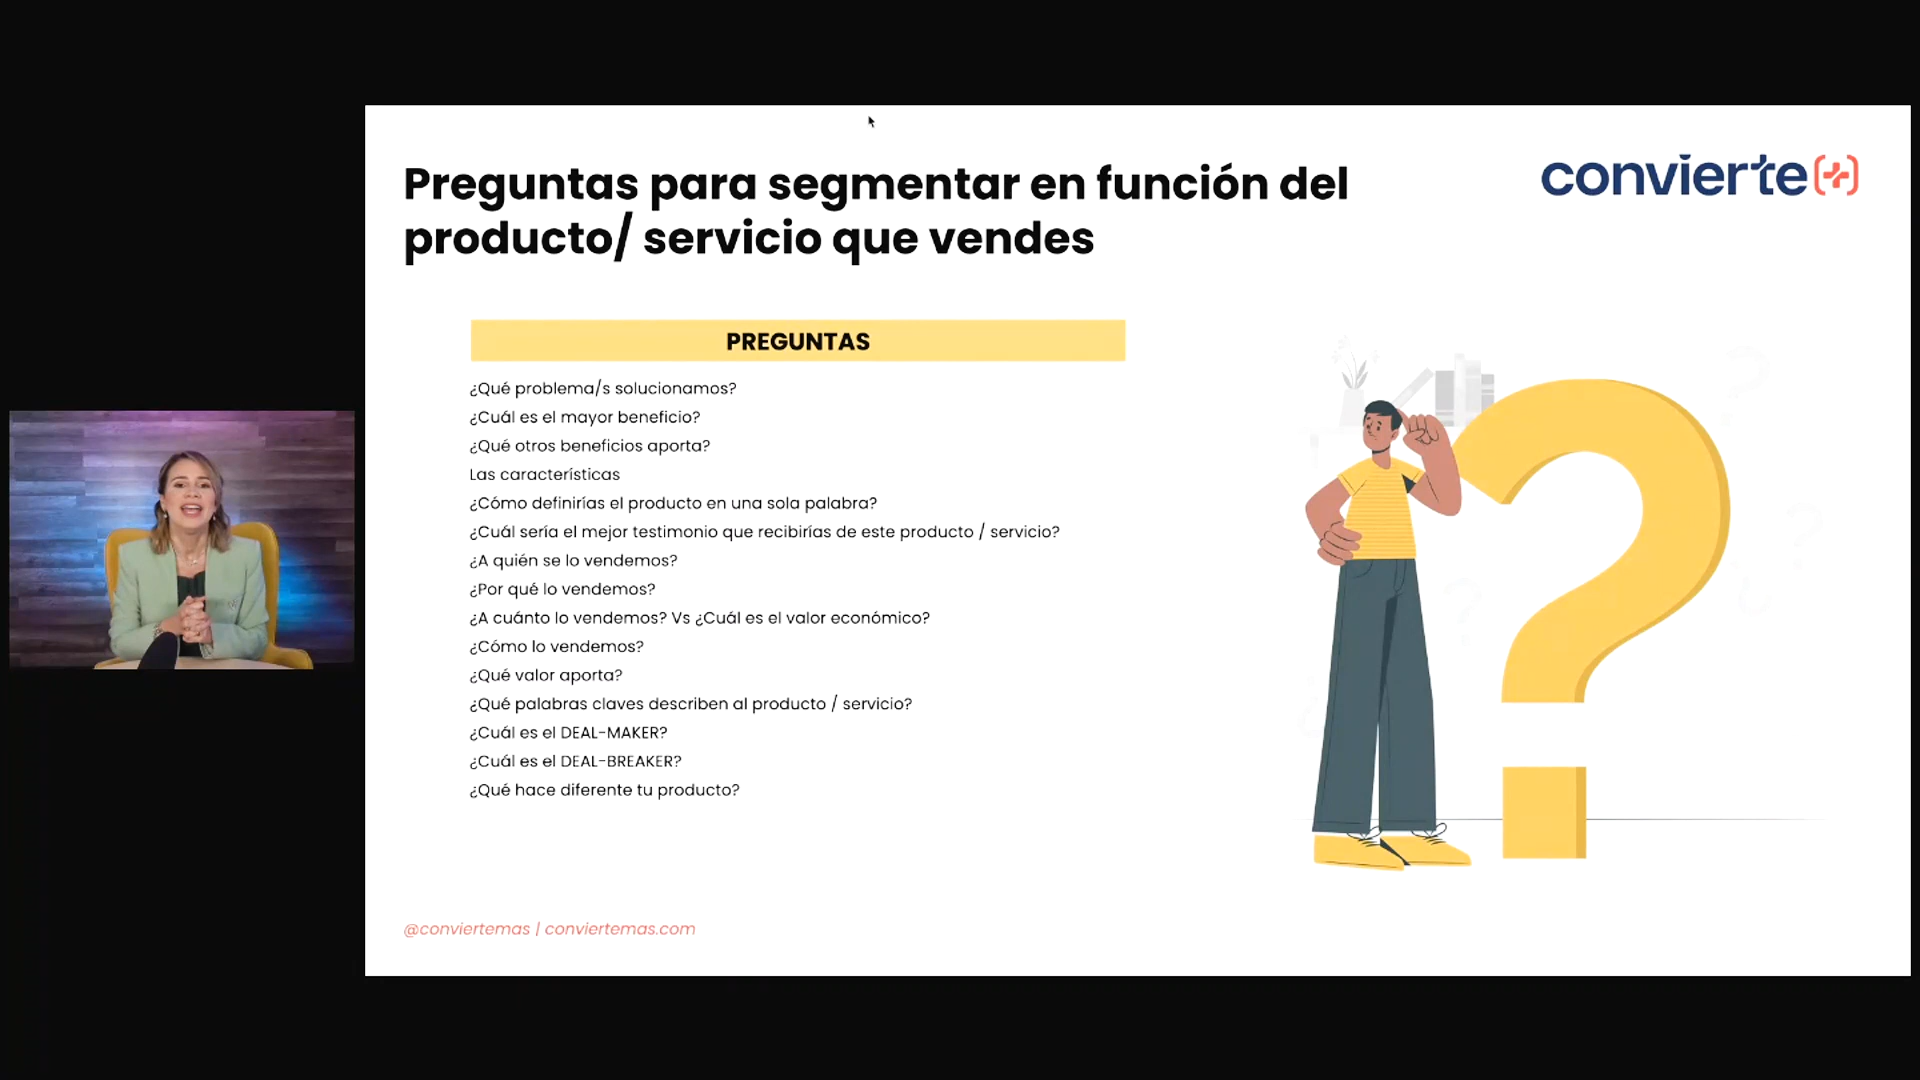 Preguntas para segmentar en función del
producto/ servicio que vendes
convierte[+]
PREGUNTAS
¿Qué problema/s solucionamos?
¿Cuál es el mayor beneficio?
¿Qué otros beneficios aporta?
Las características
¿Cómo definirías el producto en una sola palabra?
¿Cuál sería el mejor testimonio que recibirías de este producto / servicio?
¿A quién se lo vendemos?
¿Por qué lo vendemos?
¿A cuánto lo vendemos? Vs ¿Cuál es el valor económico?
¿Cómo lo vendemos?
¿Qué valor aporta?
¿Qué palabras claves describen al producto / servicio?
¿Cuál es el DEAL-MAKER?
¿Cuál es el DEAL-BREAKER?
¿Qué hace diferente tu producto?
@conviertemas | conviertemas.com